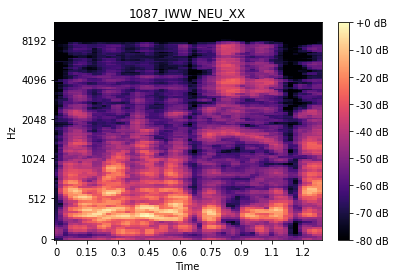 1087_IWW_NEU_XX
Hz
8192
4096
2048
1024
512
0
0 0.15 0.3 0.45 0.6 0.75 0.9 1.1 1.2
Time
+0 dB
-10 dB
-20 dB
-30 dB
-40 dB
-50 dB
-60 dB
-70 dB
-80 dB